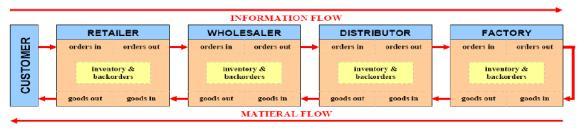 INFORMATION FLOW
CUSTOMER
RETAILER
orders in orders out
inventory &
backorders
goods out goods in
WHOLESALER
orders in orders out
inventory &
backorders
goods out goods in
DISTRIBUTOR
orders in orders out
inventory &
backorders
goods out goods in
FACTORY
orders in orders out
inventory &
backorders
goods out goods in
MATIERAL FLOW